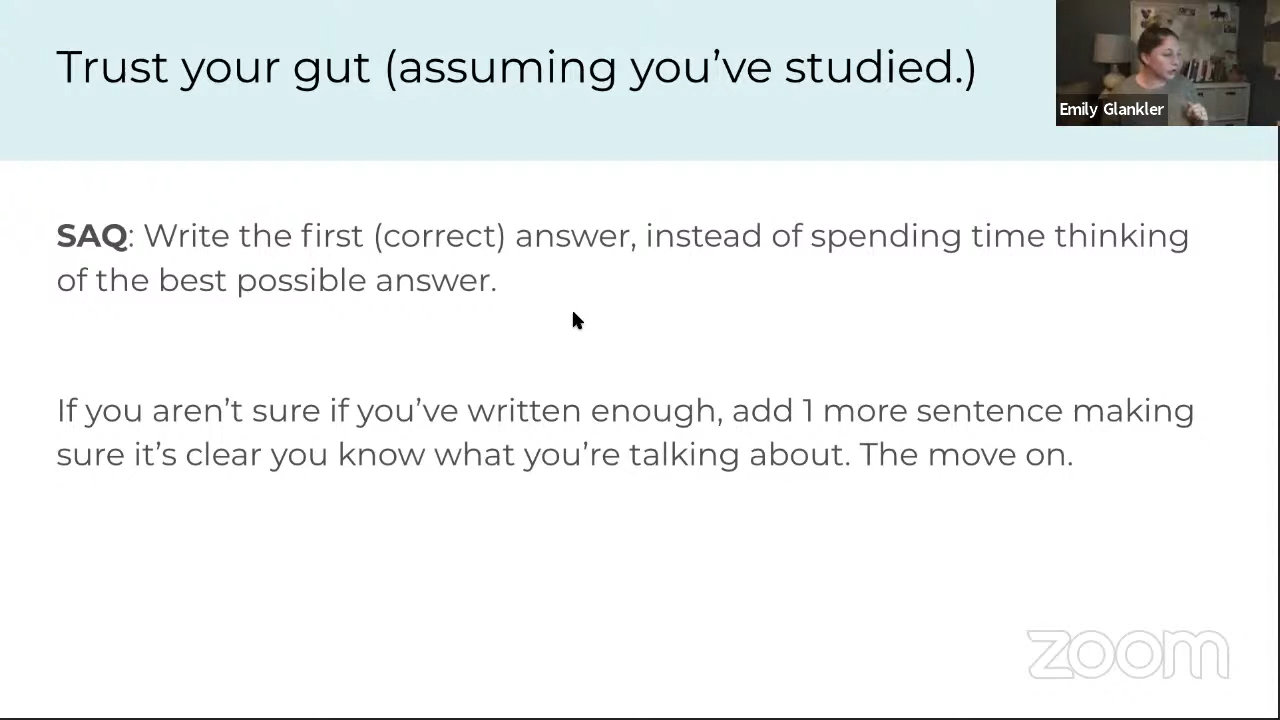 Trust your gut (assuming you've studied.)
Emily Glankler
SAQ: Write the first (correct) answer, instead of spending time thinking
of the best possible answer.
If you aren't sure if you've written enough, add 1 more sentence making
sure it's clear you know what you're talking about. The move on.
zoom